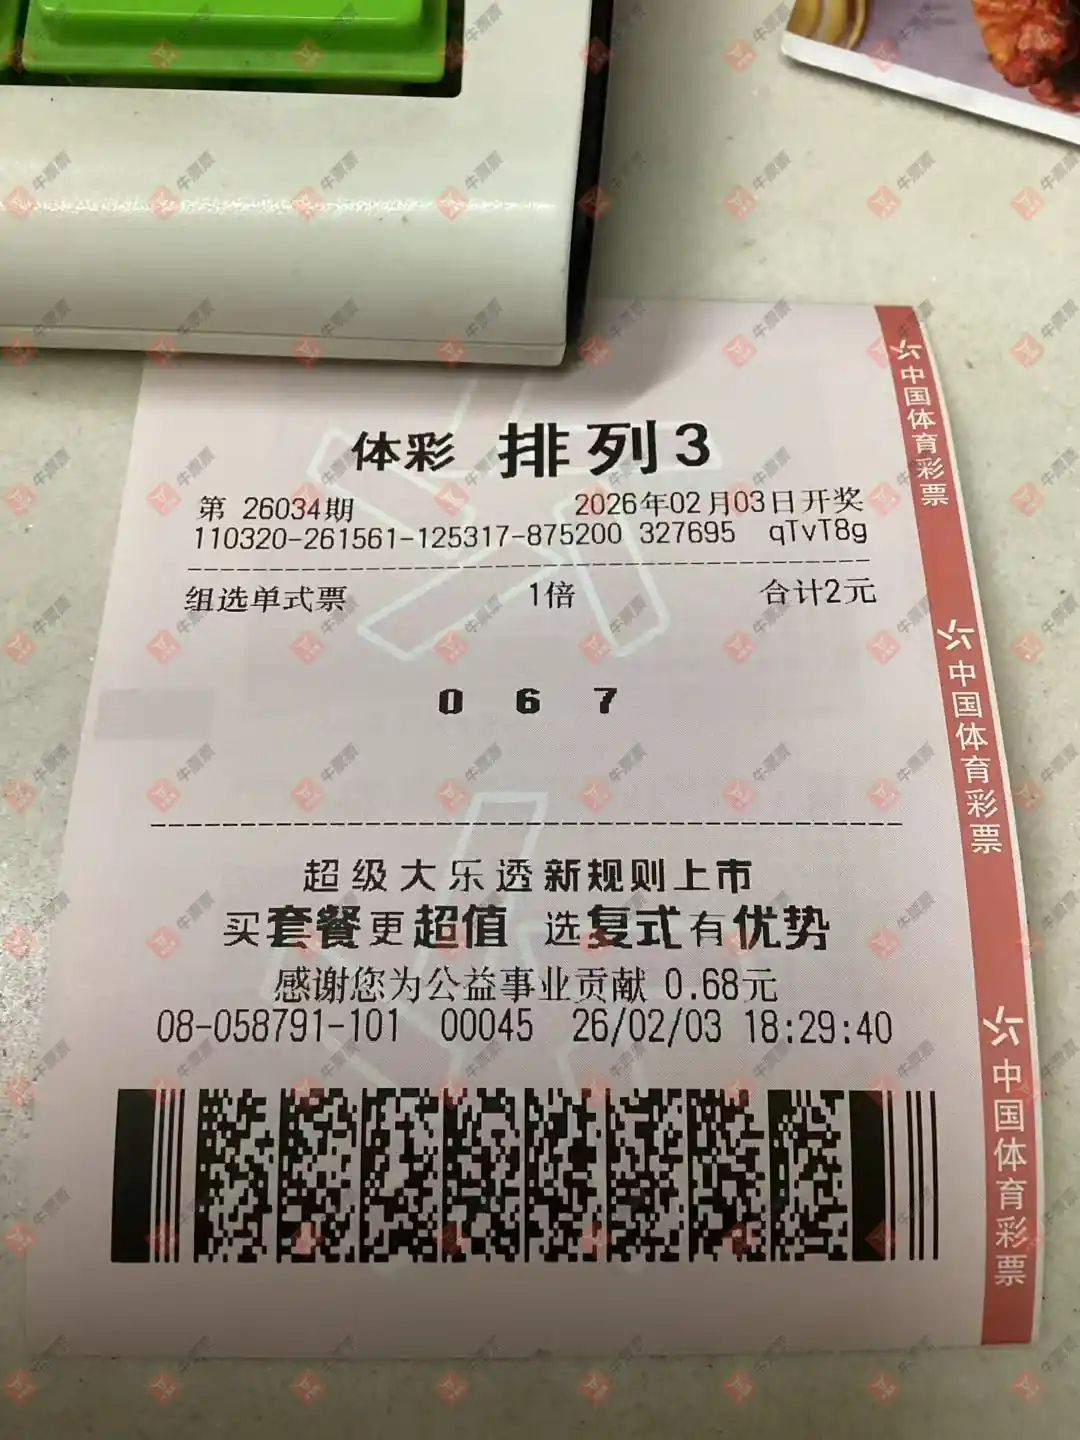 体彩 排列3
第 26034期 2026年02月03日开奖
110320-261561-125317-875200 327695 qTvT8g
组选单式票 1倍 合计2元
0 6 7
超级大乐透新规则上市
买套餐更超值 选复式有优势
感谢您为公益事业贡献 0.68元
08-058791-101 00045 26/02/03 18:29:40
中国体育彩票
中国体育彩票
中国体育彩票
牛票票